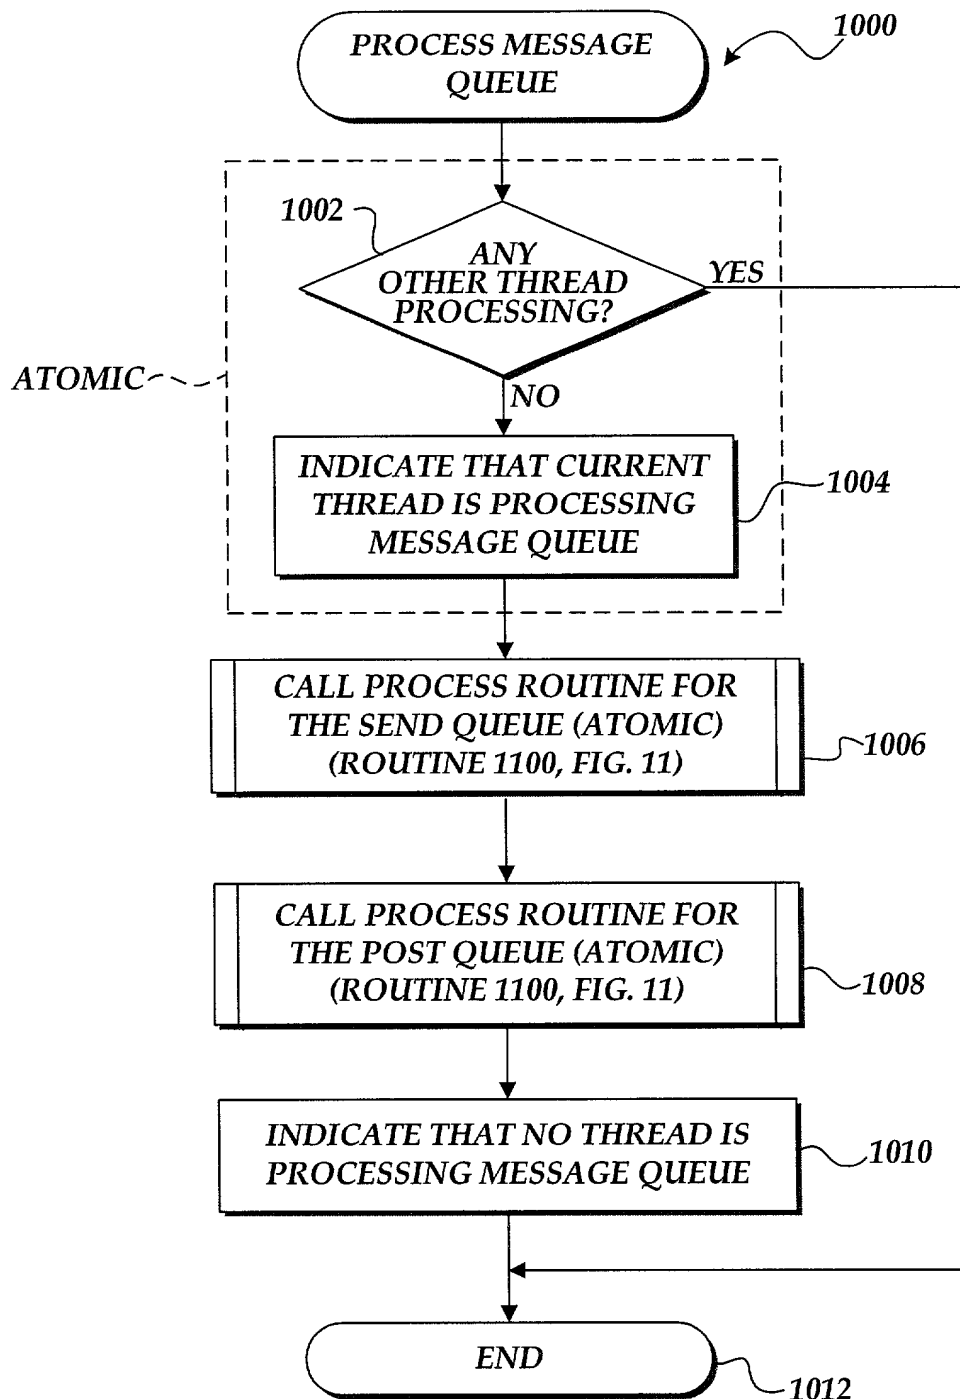 PROCESS MESSAGE
QUEUE
1000
1002
ANY
OTHER THREAD
PROCESSING?
YES
ATOMIC
NO
INDICATE THAT CURRENT
THREAD IS PROCESSING
MESSAGE QUEUE
1004
CALL PROCESS ROUTINE FOR
THE SEND QUEUE (ATOMIC)
(ROUTINE 1100, FIG. 11)
1006
CALL PROCESS ROUTINE FOR
THE POST QUEUE (ATOMIC)
(ROUTINE 1100, FIG. 11)
1008
INDICATE THAT NO THREAD IS
PROCESSING MESSAGE QUEUE
1010
END
1012